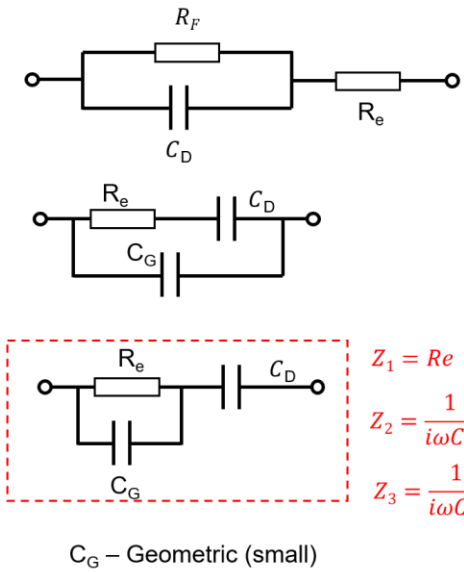 R_F
C_D
R_e
R_e
C_D
C_G
R_e
C_D
C_G
Z_1 = Re
Z_2 = 1/iωC
Z_3 = 1/iωC
C_G – Geometric (small)